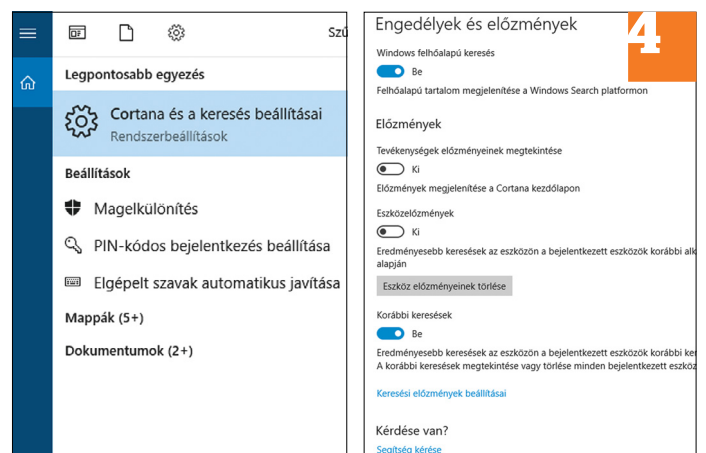 Szű
Legpontosabb egyezés
Cortana és a keresés beállításai
Rendszerbeállítások
Beállítások
Magelkülönítés
PIN-kódos bejelentkezés beállítása
Elgépelt szavak automatikus javítása
Mappák (5+)
Dokumentumok (2+)
Engedélyek és előzmények
4
Windows felhőalapú keresés
Be
Felhőalapú tartalom megjelenítése a Windows Search platformon
Előzmények
Tevékenységek előzményeinek megtekintése
Ki
Előzmények megjelenítése a Cortana kezdőlapon
Eszközelőzmények
Ki
Eredményesebb keresések az eszközön a bejelentkezett eszközök korábbi alk
alapján
Eszköz előzményeinek törlése
Korábbi keresések
Be
Eredményesebb keresések az eszközön a bejelentkezett eszközök korábbi ker
A korábbi keresések megtekintése vagy törlése minden bejelentkezett eszköz
Keresési előzmények beállításai
Kérdése van?
Segítség kérése